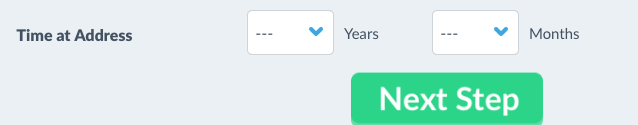 Time at Address --- Years --- Months
Next Step